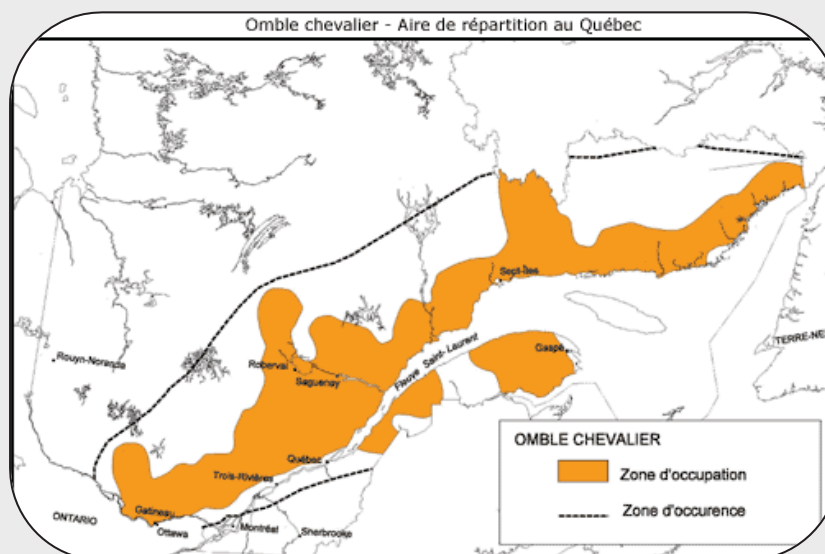 Omble chevalier - Aire de répartition au Québec
Sept-Iles
Fleuve Saint-Laurent
Gaspé
TERRE-NE
Rouyn-Noranda
Roberval
Saguenay
Québec
Trois-Rivières
Gatineau
ONTARIO
Ottawa
Montréal
Sherbrooke
OMBLE CHEVALIER
Zone d'occupation
Zone d'occurence